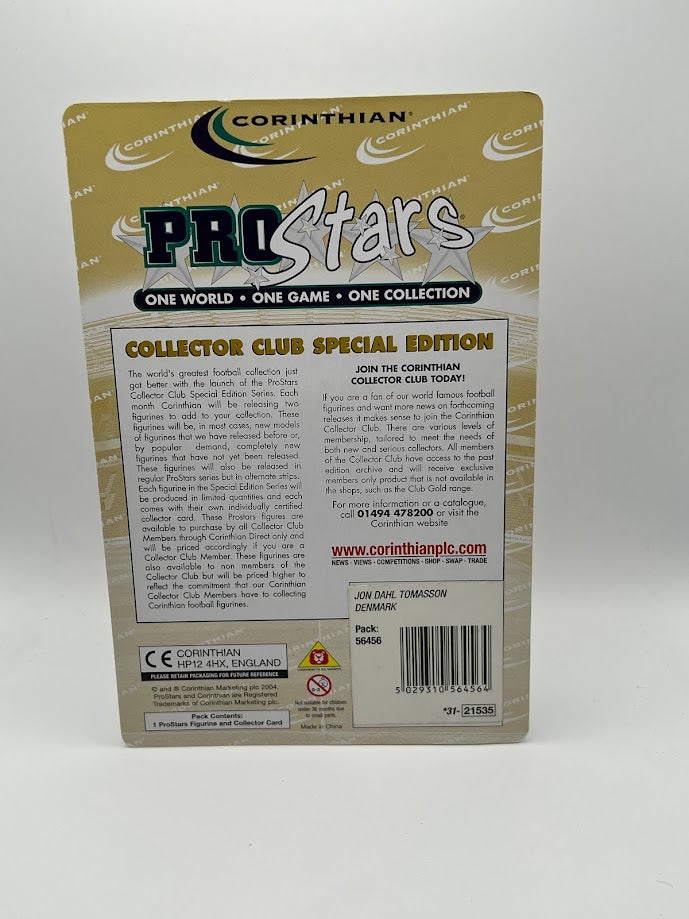 CORINTHIAN®
PROStars®
ONE WORLD • ONE GAME • ONE COLLECTION
COLLECTOR CLUB SPECIAL EDITION
The world's greatest football collection just
got better with the launch of the ProStars
Collector Club Special Edition Series. Each
month Corinthian will be releasing two
figurines to add to your collection. These
figurines will be, in most cases, new models
of figurines that we have released before or,
by popular demand, completely new
figurines that have not yet been released.
These figurines will also be released in
regular ProStars series but in alternate strips.
Each figurine in the Special Edition Series will
be produced in limited quantities and each
comes with their own individually certified
collector card. These Prostars figures are
available to purchase by all Collector Club
Members through Corinthian Direct only and
will be priced accordingly if you are a
Collector Club Member. These figurines are
also available to non members of the
Collector Club but will be priced higher to
reflect the commitment that our Corinthian
Collector Club Members have to collecting
Corinthian football figurines.
JOIN THE CORINTHIAN
COLLECTOR CLUB TODAY!
If you are a fan of our world famous football
figurines and want more news on forthcoming
releases it makes sense to join the Corinthian
Collector Club. There are various levels of
membership, tailored to meet the needs of
both new and serious collectors. All members
of the Collector Club have access to the past
edition archive and will receive exclusive
members only product that is not available in
the shops, such as the Club Gold range.
For more information or a catalogue,
call 01494 478200 or visit the
Corinthian website
www.corinthianplc.com
NEWS - VIEWS - COMPETITIONS - SHOP - SWAP - TRADE
JON DAHL TOMASSON
DENMARK
Pack:
56456
5 029310 564564
*31- 21535
CE CORINTHIAN
HP12 4HX, ENGLAND
PLEASE RETAIN PACKAGING FOR FUTURE REFERENCE
© and ® Corinthian Marketing plc 2004.
ProStars and Corinthian are Registered
Trademarks of Corinthian Marketing plc.
Pack Contents:
1 ProStars Figurine and Collector Card
0-3
Not suitable for children
under 36 months due
to small parts.
Made in China